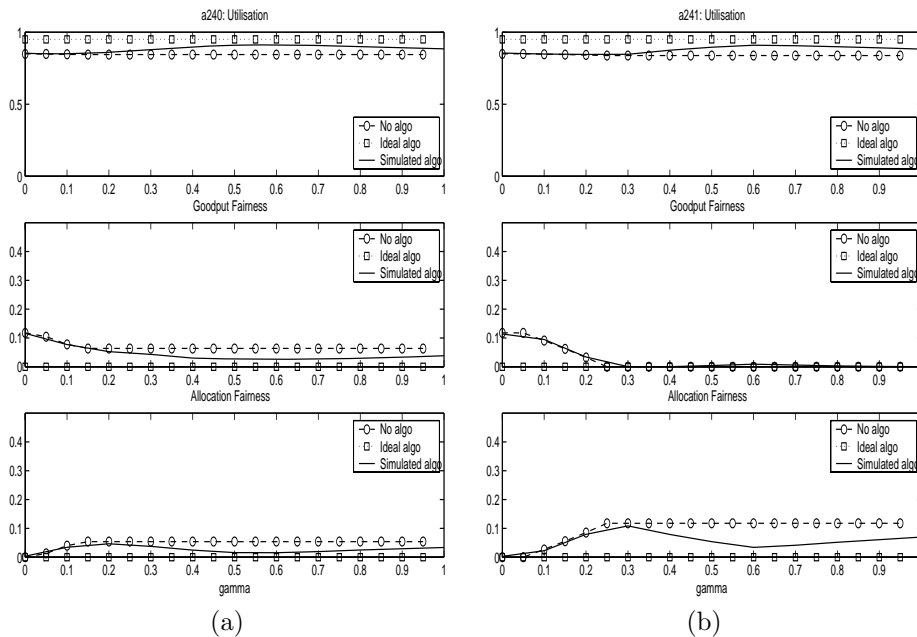 a240: Utilisation
1
0.5
0
No algo
Ideal algo
Simulated algo
0 0.1 0.2 0.3 0.4 0.5 0.6 0.7 0.8 0.9 1
Goodput Fairness
0.4
0.3
0.2
0.1
0
No algo
Ideal algo
Simulated algo
0 0.1 0.2 0.3 0.4 0.5 0.6 0.7 0.8 0.9 1
Allocation Fairness
0.4
0.3
0.2
0.1
0
No algo
Ideal algo
Simulated algo
0 0.1 0.2 0.3 0.4 0.5 0.6 0.7 0.8 0.9 1
gamma
(a)
a241: Utilisation
1
0.5
0
No algo
Ideal algo
Simulated algo
0 0.1 0.2 0.3 0.4 0.5 0.6 0.7 0.8 0.9
Goodput Fairness
0.4
0.3
0.2
0.1
0
No algo
Ideal algo
Simulated algo
0 0.1 0.2 0.3 0.4 0.5 0.6 0.7 0.8 0.9
Allocation Fairness
0.4
0.3
0.2
0.1
0
No algo
Ideal algo
Simulated algo
0 0.1 0.2 0.3 0.4 0.5 0.6 0.7 0.8 0.9
gamma
(b)